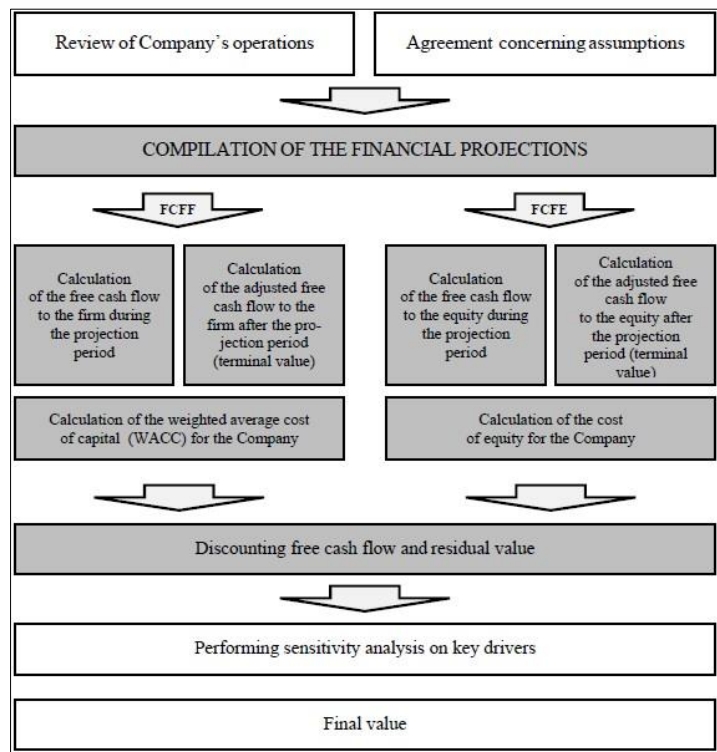 Review of Company's operations
Agreement concerning assumptions
COMPILATION OF THE FINANCIAL PROJECTIONS
FCFF
FCFE
Calculation
of the free cash flow
to the firm during
the projection
period
Calculation
of the adjusted free
cash flow to the
firm after the pro-
jection period
(terminal value)
Calculation
of the free cash flow
to the equity during
the projection
period
Calculation
of the adjusted free
cash flow
to the equity after
the projection
period (terminal
value)
Calculation of the weighted average cost
of capital (WACC) for the Company
Calculation of the cost
of equity for the Company
Discounting free cash flow and residual value
Performing sensitivity analysis on key drivers
Final value